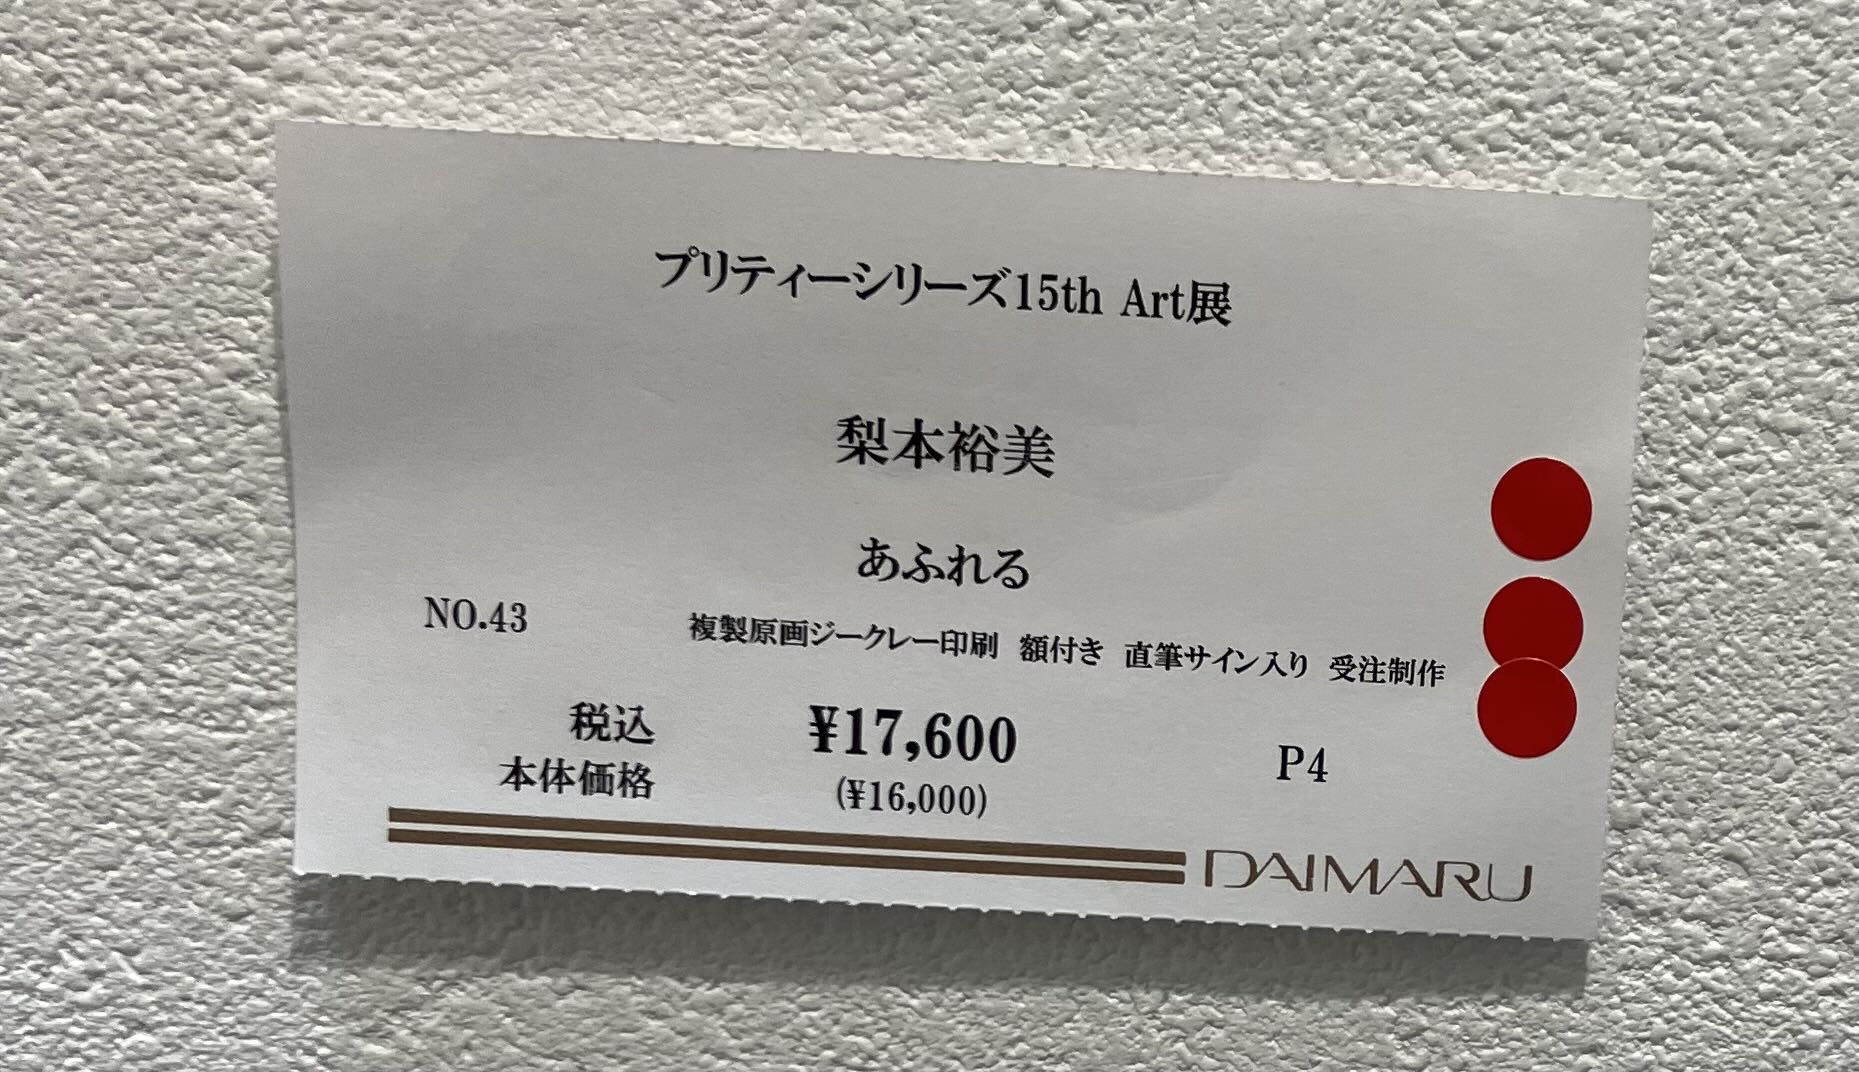 プリティーシリーズ15th Art展
梨本裕美
あふれる
NO.43 複製原画ジークレー印刷 額付き 直筆サイン入り 受注制作
税込 ¥17,600 P4
本体価格 (¥16,000)
DAIMARU